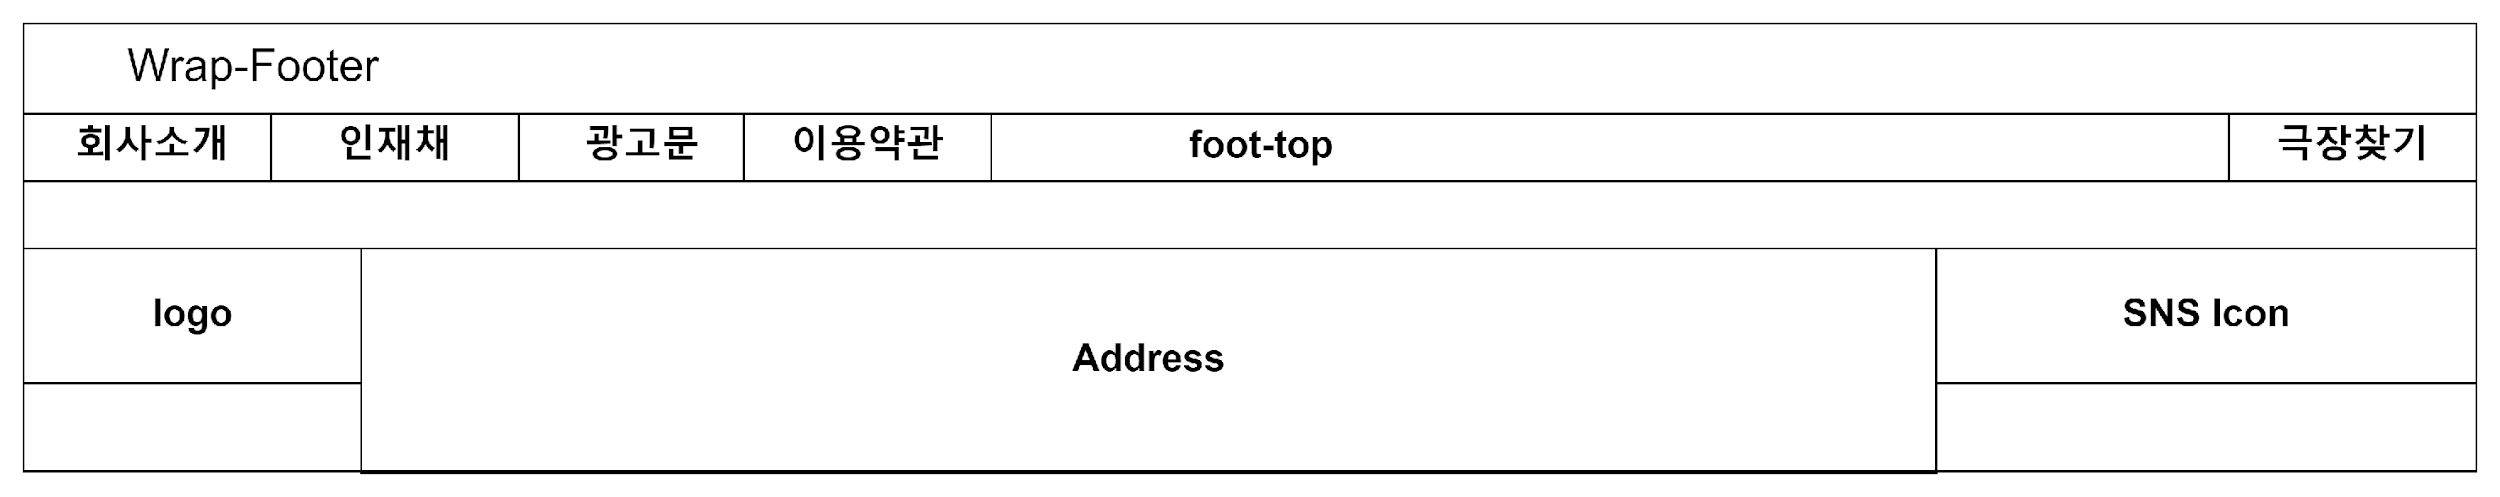 Wrap-Footer
회사소개 인재채 광고문 이용약관 foot-top 극장찾기
logo
Address
SNS Icon